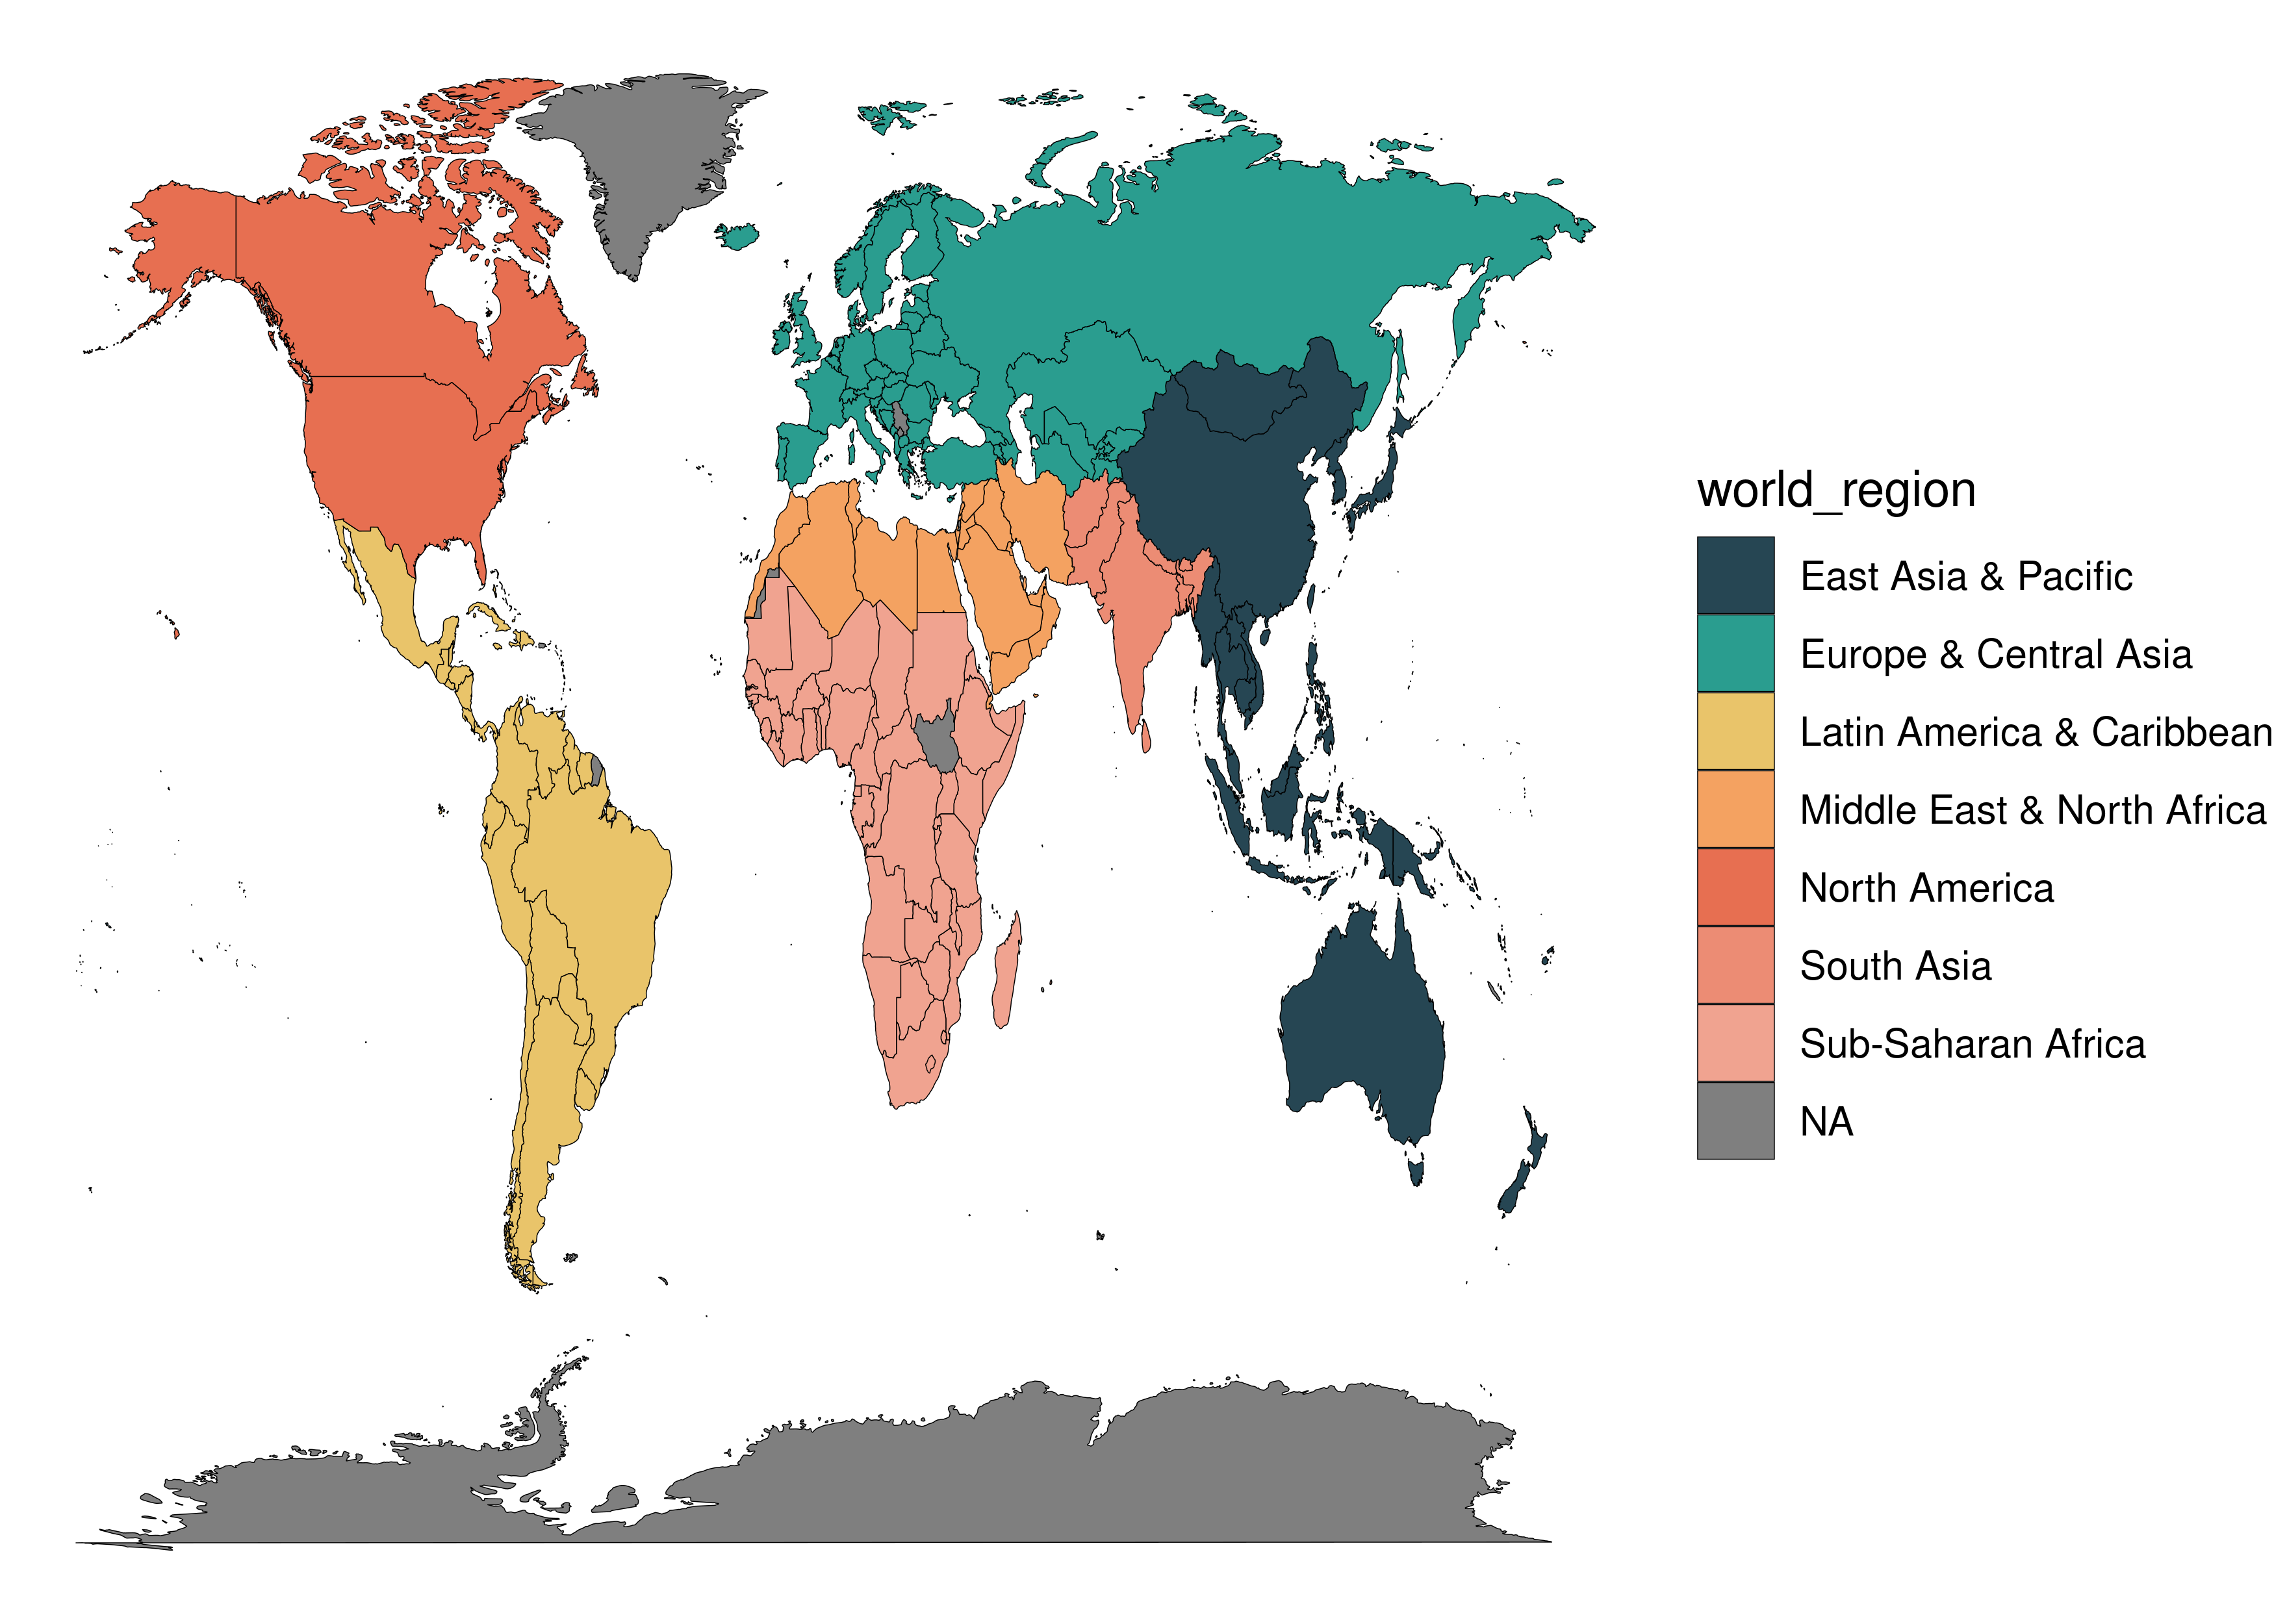 world_region
East Asia & Pacific
Europe & Central Asia
Latin America & Caribbean
Middle East & North Africa
North America
South Asia
Sub-Saharan Africa
NA